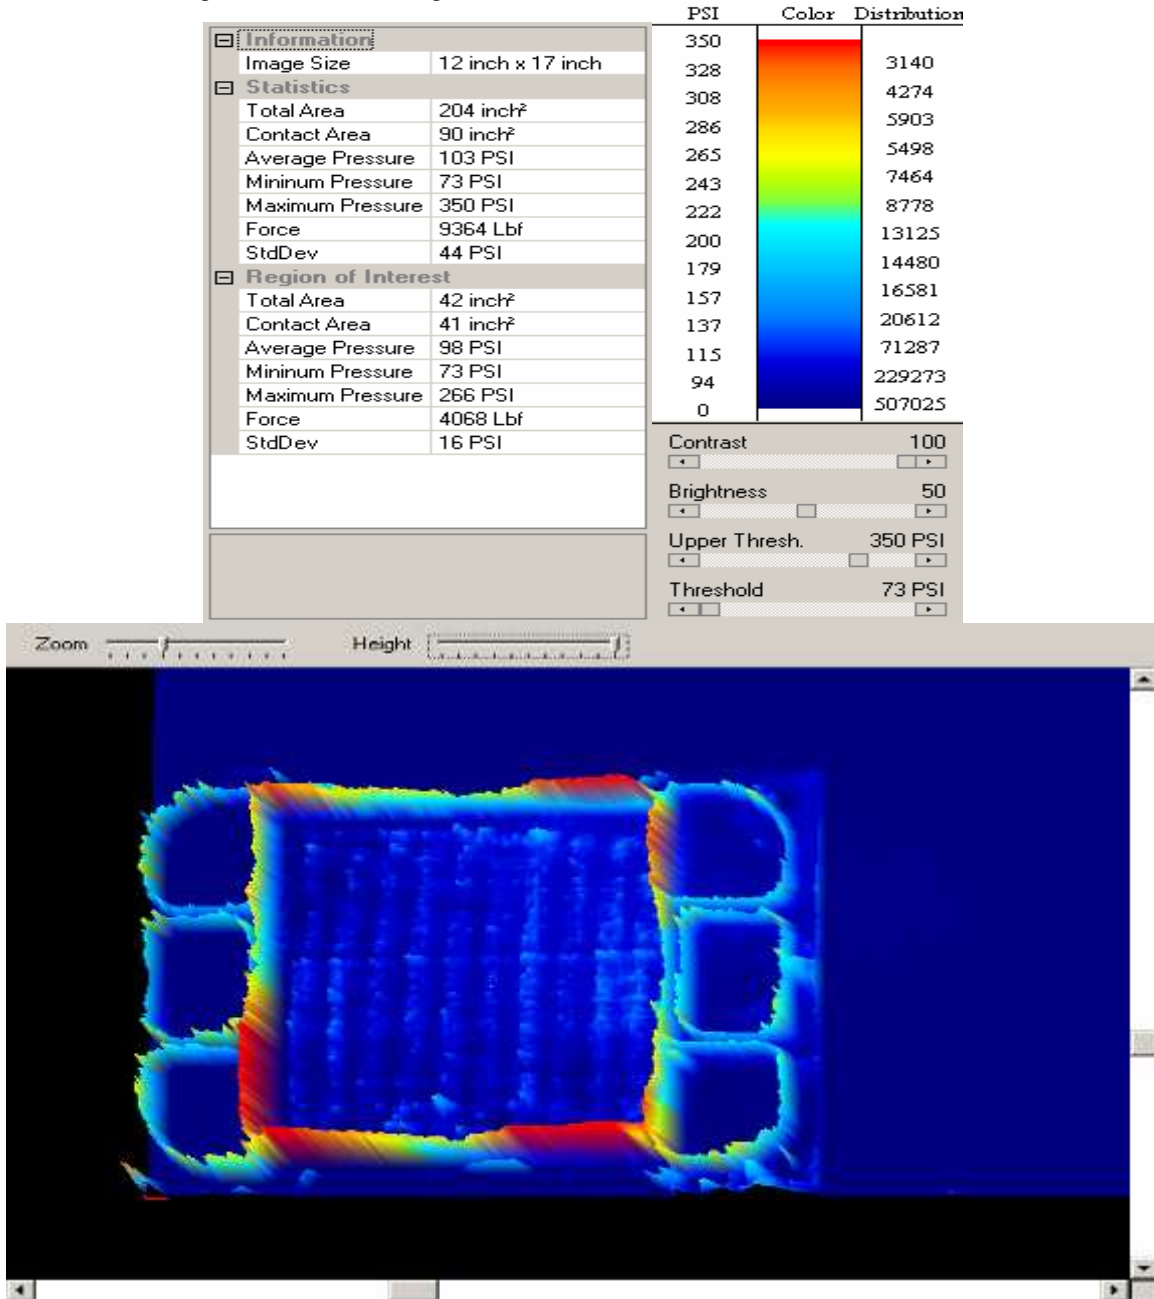 Information
Image Size 12 inch x 17 inch
Statistics
Total Area 204 inch²
Contact Area 90 inch²
Average Pressure 103 PSI
Mininum Pressure 73 PSI
Maximum Pressure 350 PSI
Force 9364 Lbf
StdDev 44 PSI
Region of Interest
Total Area 42 inch²
Contact Area 41 inch²
Average Pressure 98 PSI
Mininum Pressure 73 PSI
Maximum Pressure 266 PSI
Force 4068 Lbf
StdDev 16 PSI
PSI Color Distribution
350
3140
328
4274
308
5903
286
5498
265
7464
243
8778
222
13125
200
14480
179
16581
157
20612
137
71287
115
229273
94
507025
0
Contrast 100
Brightness 50
Upper Thresh. 350 PSI
Threshold 73 PSI
Zoom Height